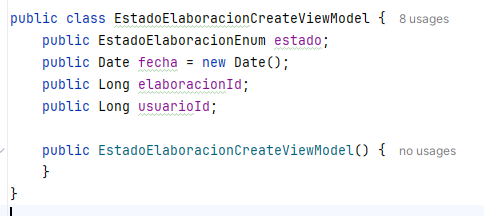 public class EstadoElaboracionCreateViewModel { 8 usages
public EstadoElaboracionEnum estado;
public Date fecha = new Date();
public Long elaboracionId;
public Long usuarioId;
public EstadoElaboracionCreateViewModel() { no usages
}
}